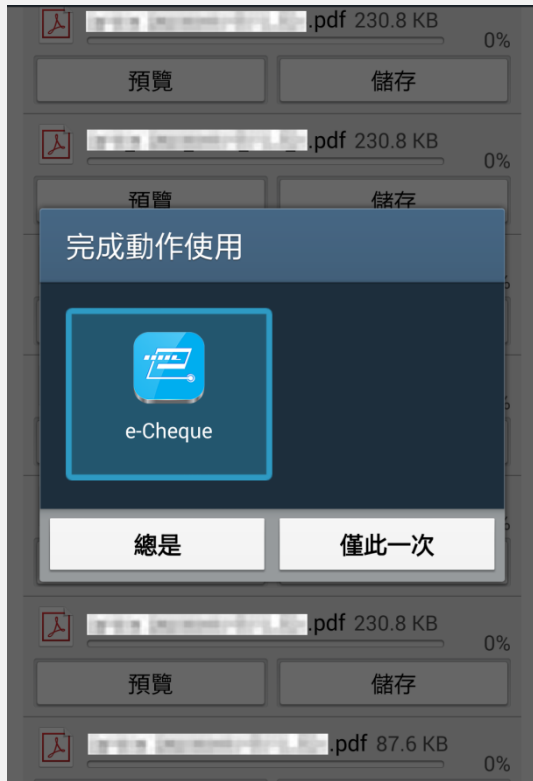 .pdf 230.8 KB
0%
預覽
儲存
.pdf 230.8 KB
0%
預覽
儲存
完成動作使用
e-Cheque
總是
僅此一次
.pdf 230.8 KB
0%
預覽
儲存
.pdf 87.6 KB
0%